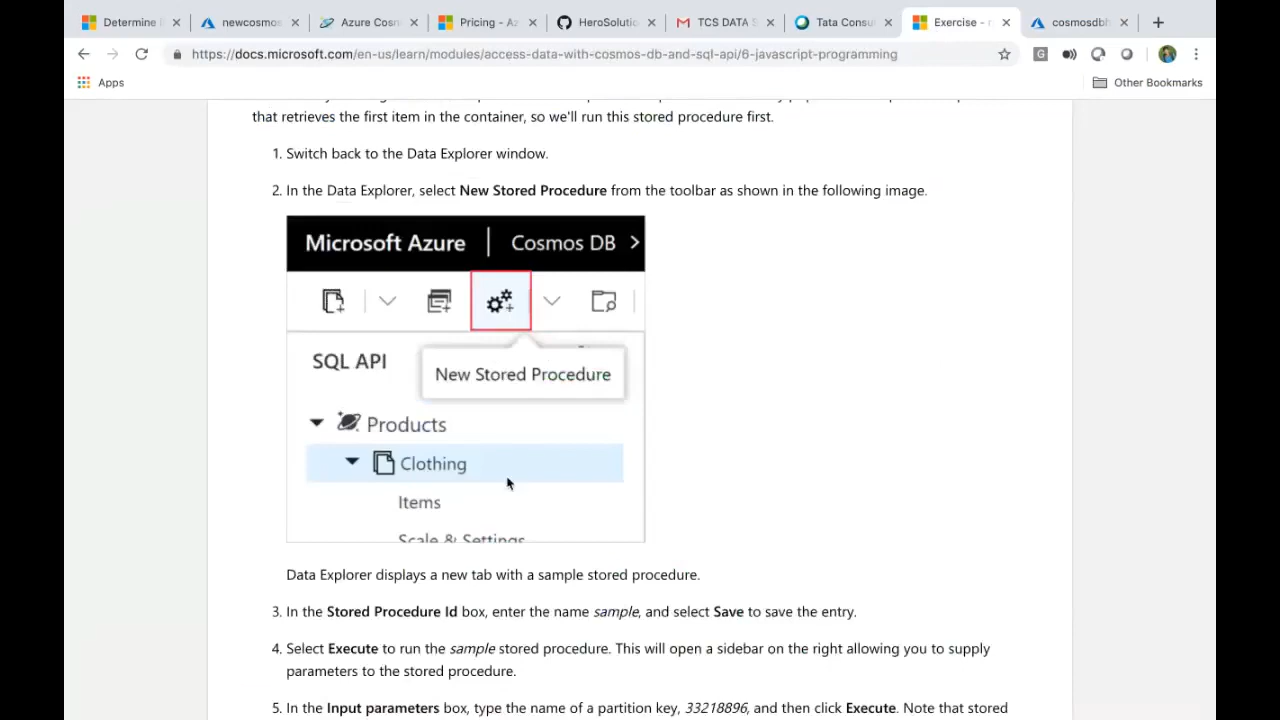 Determine
newcosmos
Azure Cosm
Pricing - Az
HeroSolutio
TCS DATA S
Tata Consu
Exercise -
cosmosdbh
https://docs.microsoft.com/en-us/learn/modules/access-data-with-cosmos-db-and-sql-api/6-javascript-programming
Apps
Other Bookmarks
that retrieves the first item in the container, so we'll run this stored procedure first.
1. Switch back to the Data Explorer window.
2. In the Data Explorer, select New Stored Procedure from the toolbar as shown in the following image.
Microsoft Azure | Cosmos DB >
SQL API
New Stored Procedure
Products
Clothing
Items
Scale & Settings
Data Explorer displays a new tab with a sample stored procedure.
3. In the Stored Procedure Id box, enter the name sample, and select Save to save the entry.
4. Select Execute to run the sample stored procedure. This will open a sidebar on the right allowing you to supply
parameters to the stored procedure.
5. In the Input parameters box, type the name of a partition key, 33218896, and then click Execute. Note that stored